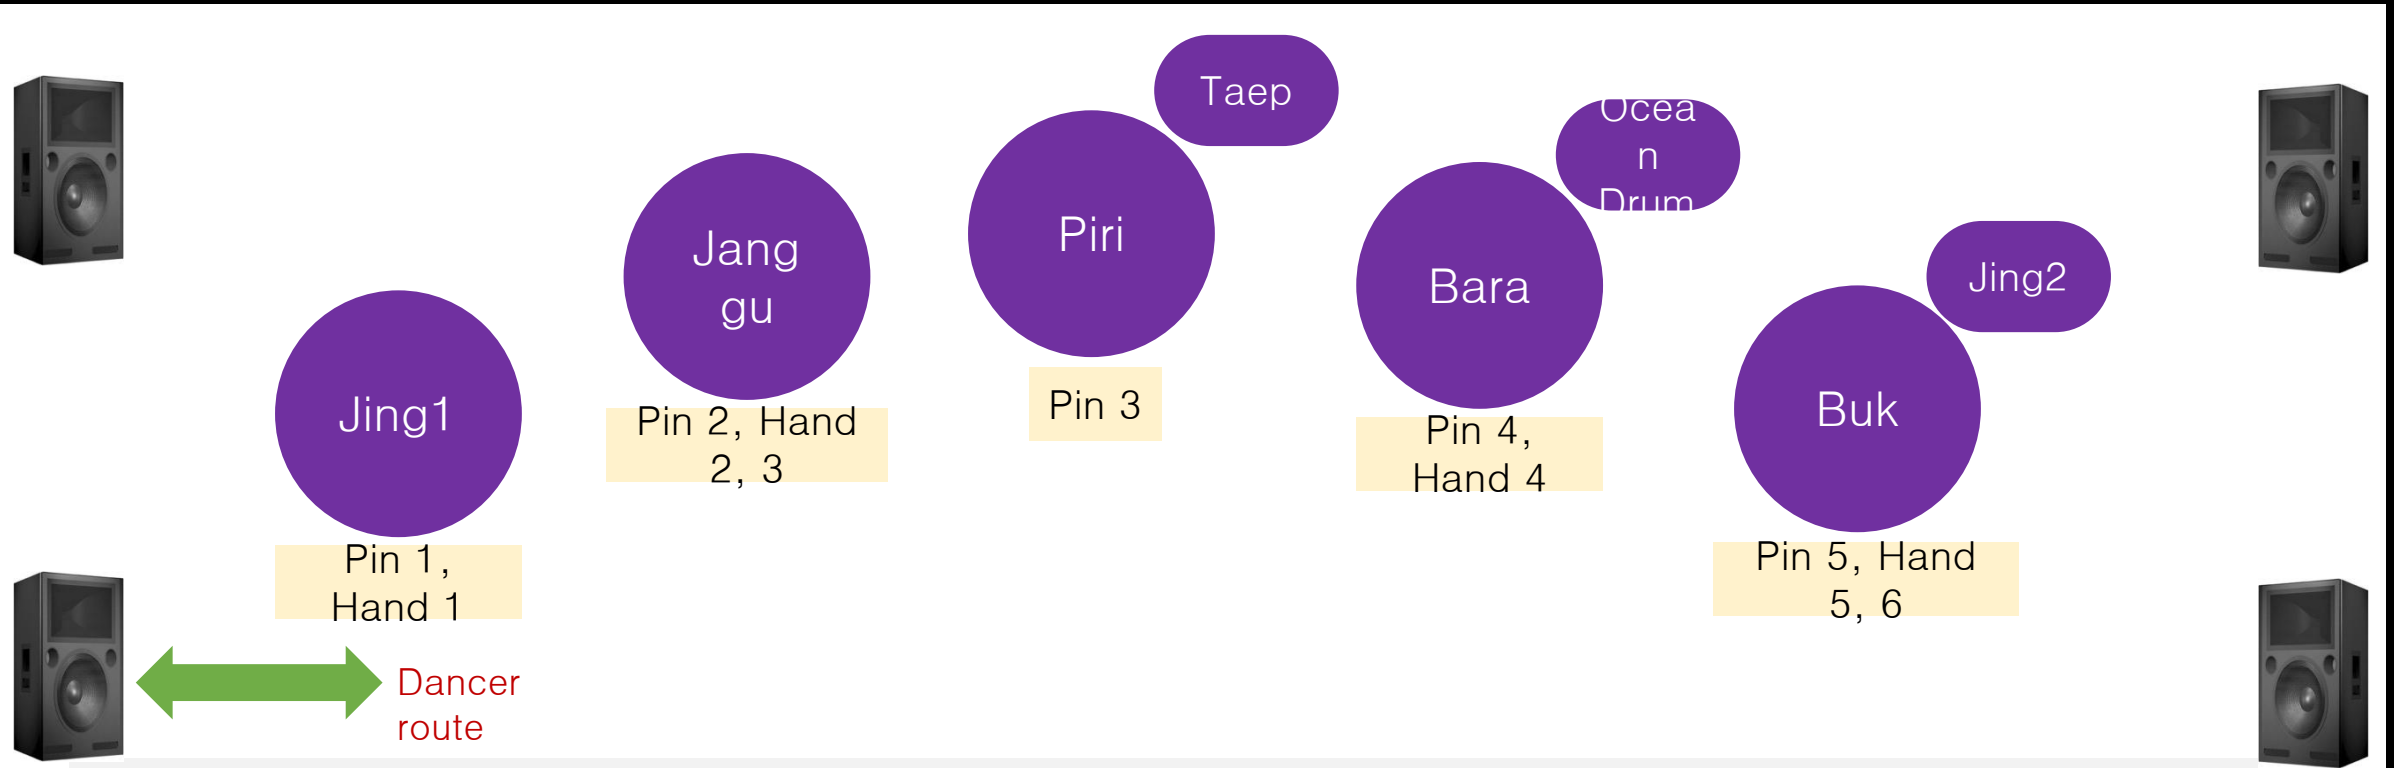 Taep
Ocea
n
Drum
Piri
Jang
gu
Bara
Jing2
Jing1
Buk
Pin 3
Pin 2, Hand
2, 3
Pin 4,
Hand 4
Pin 1,
Hand 1
Pin 5, Hand
5, 6
Dancer
route